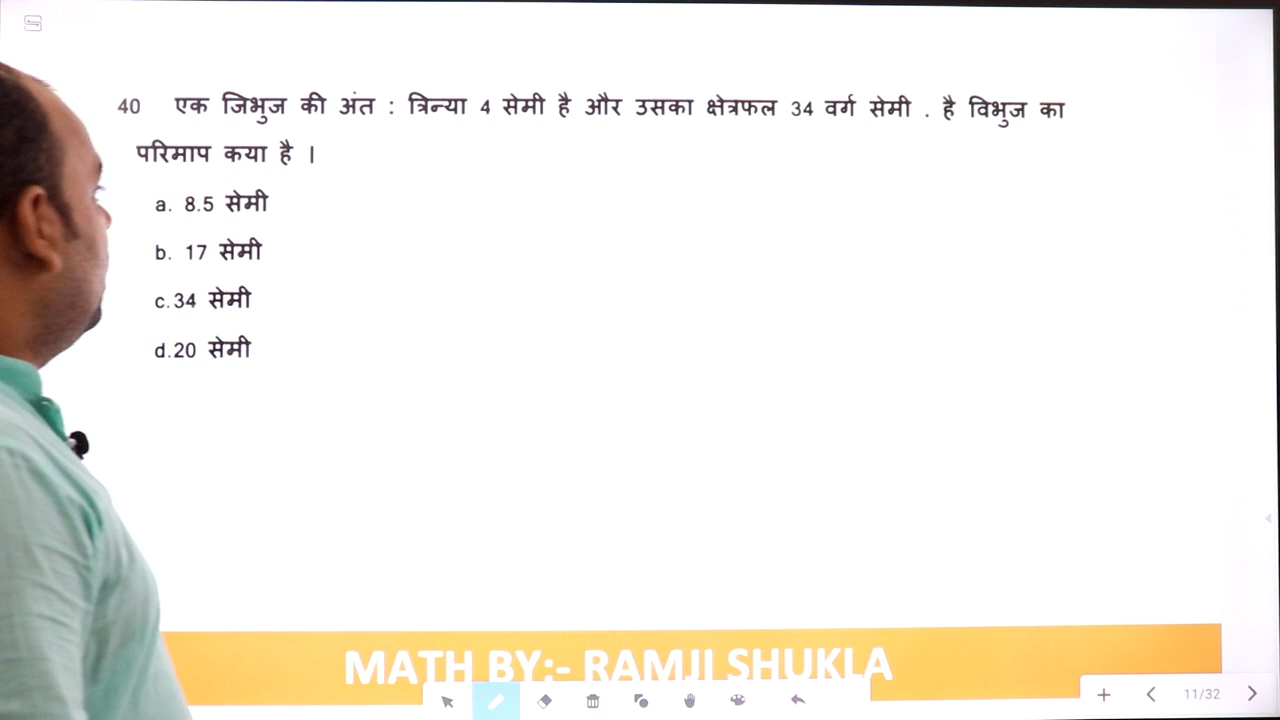 40 एक जिभुज की अंत : त्रिन्या 4 सेमी है और उसका क्षेत्रफल 34 वर्ग सेमी . है विभुज का
परिमाप कया है ।
a. 8.5 सेमी
b. 17 सेमी
c.34 सेमी
d.20 सेमी
MATH BY:- RAMJI SHUKLA
11/32